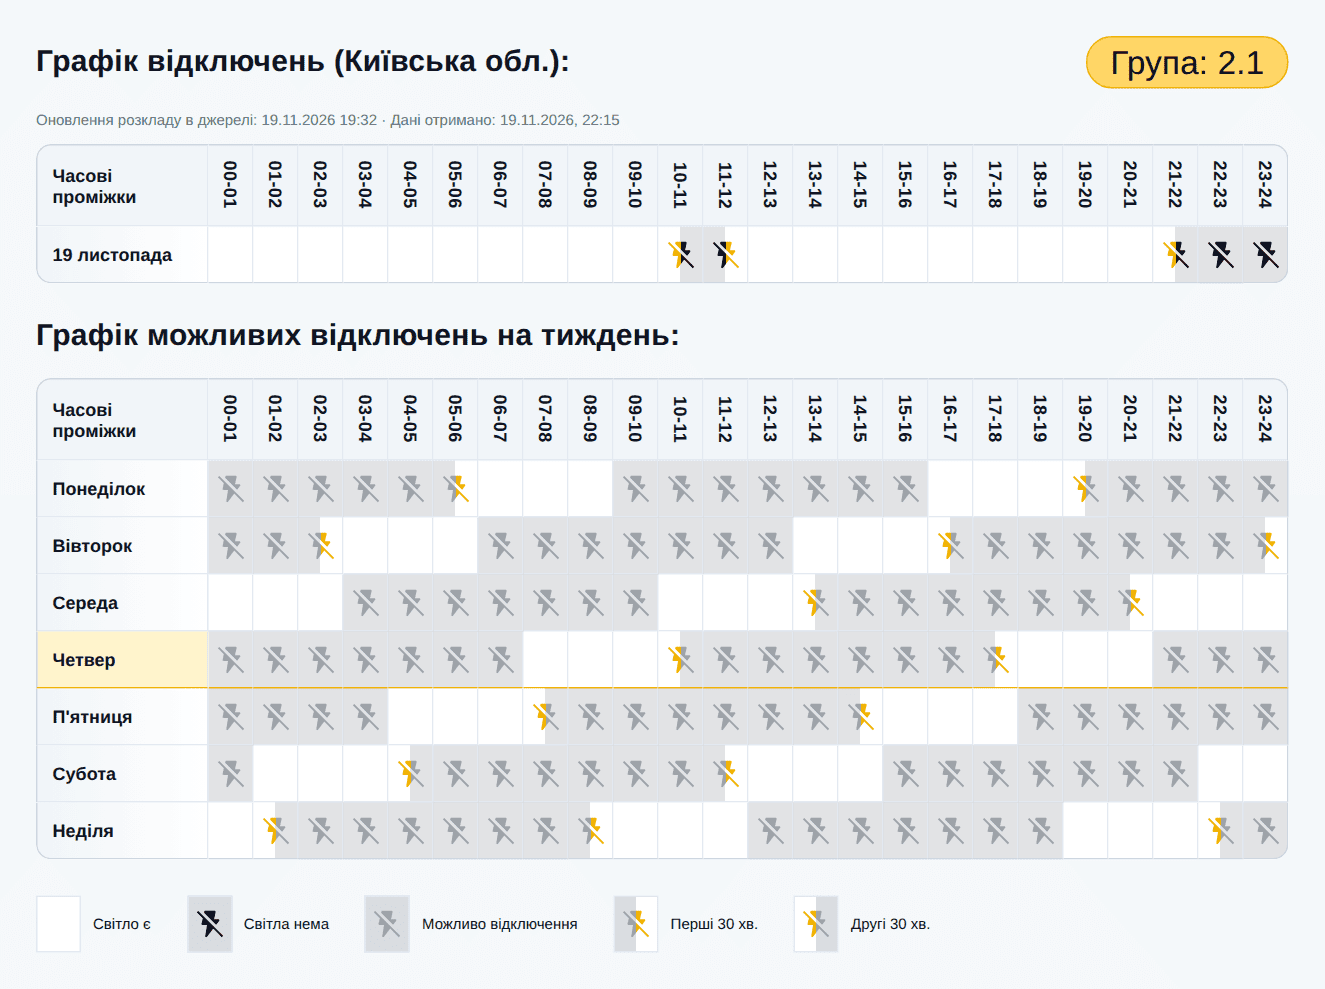 Графік відключень (Київська обл.):
Група: 2.1
Оновлення розкладу в джерелі: 19.11.2026 19:32 · Дані отримано: 19.11.2026, 22:15
Часові
проміжки
00-01 01-02 02-03 03-04 04-05 05-06 06-07 07-08 08-09 09-10 10-11 11-12 12-13 13-14 14-15 15-16 16-17 17-18 18-19 19-20 20-21 21-22 22-23 23-24
19 листопада
Графік можливих відключень на тиждень:
Часові
проміжки
00-01 01-02 02-03 03-04 04-05 05-06 06-07 07-08 08-09 09-10 10-11 11-12 12-13 13-14 14-15 15-16 16-17 17-18 18-19 19-20 20-21 21-22 22-23 23-24
Понеділок
Вівторок
Середа
Четвер
П'ятниця
Субота
Неділя
Світло є
Світла нема
Можливо відключення
Перші 30 хв.
Другі 30 хв.